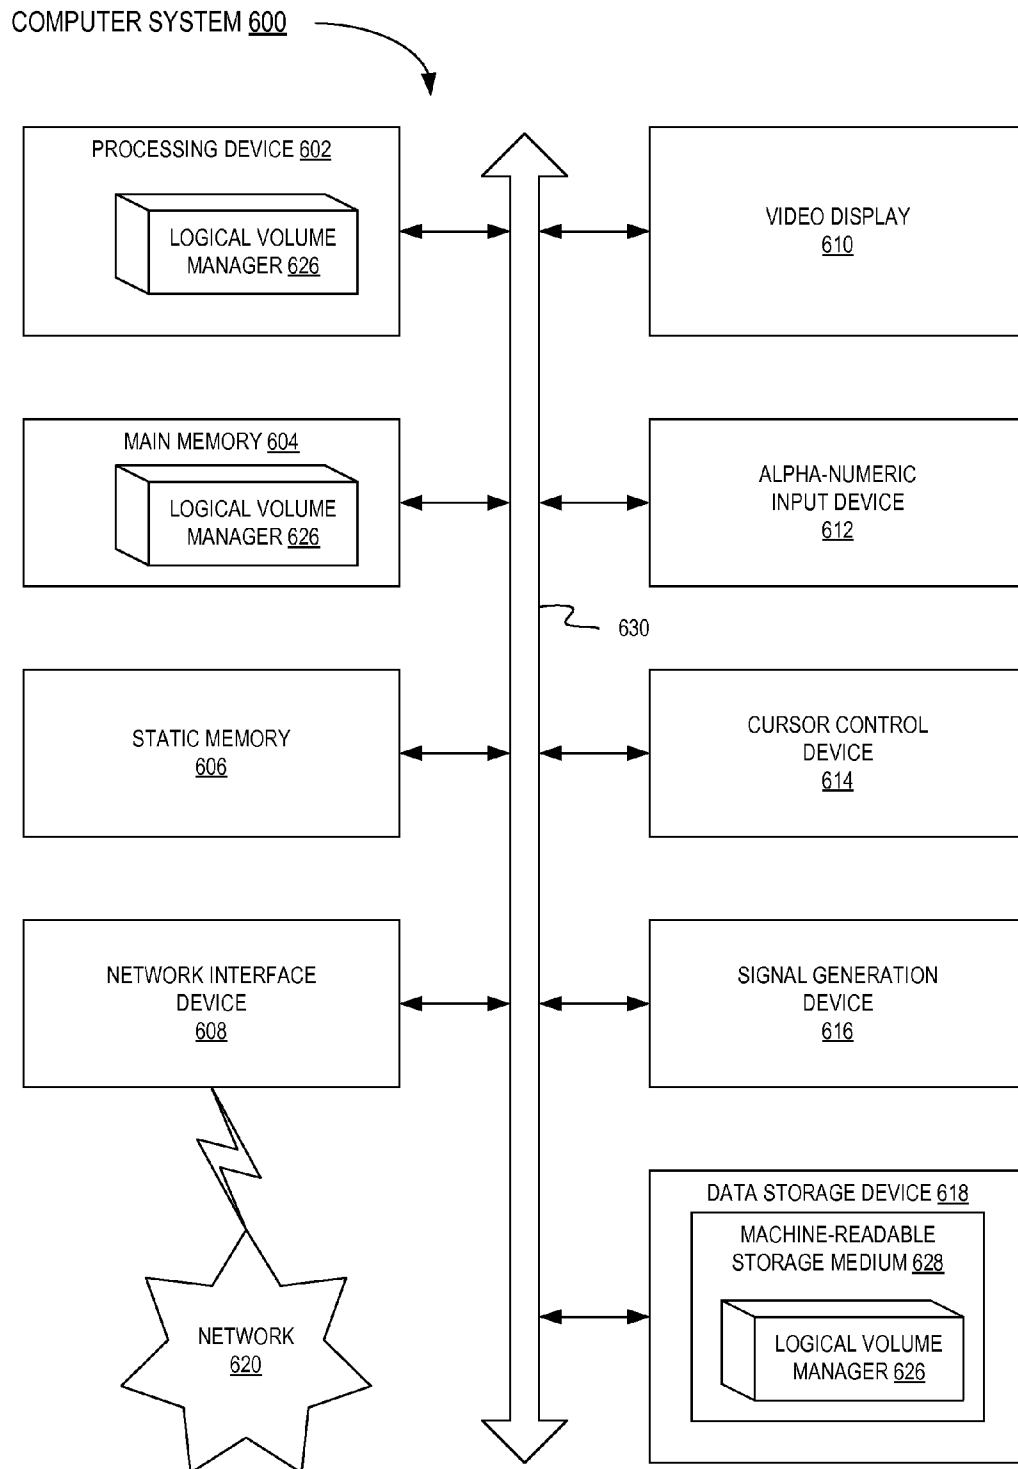 COMPUTER SYSTEM 600
PROCESSING DEVICE 602
LOGICAL VOLUME
MANAGER 626
VIDEO DISPLAY
610
MAIN MEMORY 604
LOGICAL VOLUME
MANAGER 626
ALPHA-NUMERIC
INPUT DEVICE
612
630
STATIC MEMORY
606
CURSOR CONTROL
DEVICE
614
NETWORK INTERFACE
DEVICE
608
SIGNAL GENERATION
DEVICE
616
DATA STORAGE DEVICE 618
MACHINE-READABLE
STORAGE MEDIUM 628
LOGICAL VOLUME
MANAGER 626
NETWORK
620